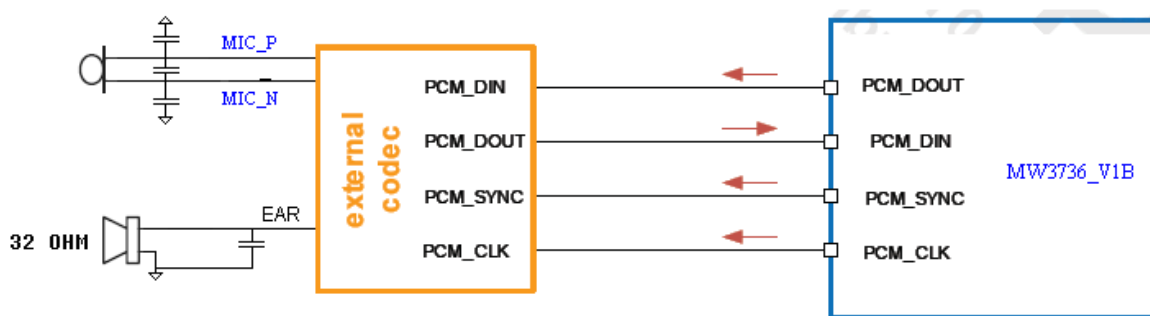 MIC_P
MIC_N
EAR
32 OHM
external
codec
PCM_DIN
PCM_DOUT
PCM_SYNC
PCM_CLK
PCM_DOUT
PCM_DIN
PCM_SYNC
PCM_CLK
MW3736_V1B